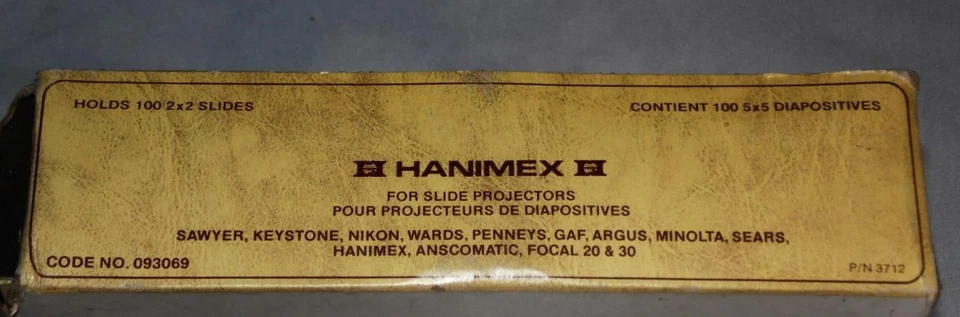 HOLDS 100 2x2 SLIDES
CONTIENT 100 5x5 DIAPOSITIVES
HANIMEX
FOR SLIDE PROJECTORS
POUR PROJECTEURS DE DIAPOSITIVES
SAWYER, KEYSTONE, NIKON, WARDS, PENNEYS, GAF, ARGUS, MINOLTA, SEARS,
HANIMEX, ANSCOMATIC, FOCAL 20 & 30
CODE NO. 093069
P/N 3712